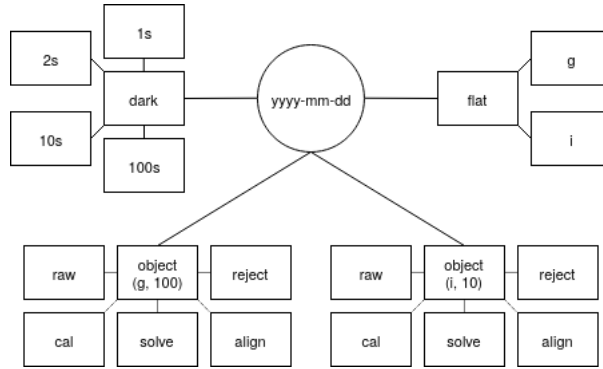 1s
2s
g
dark
yyyy-mm-dd
flat
10s
i
100s
raw
object
(g, 100)
reject
raw
object
(i, 10)
reject
cal
solve
align
cal
solve
align